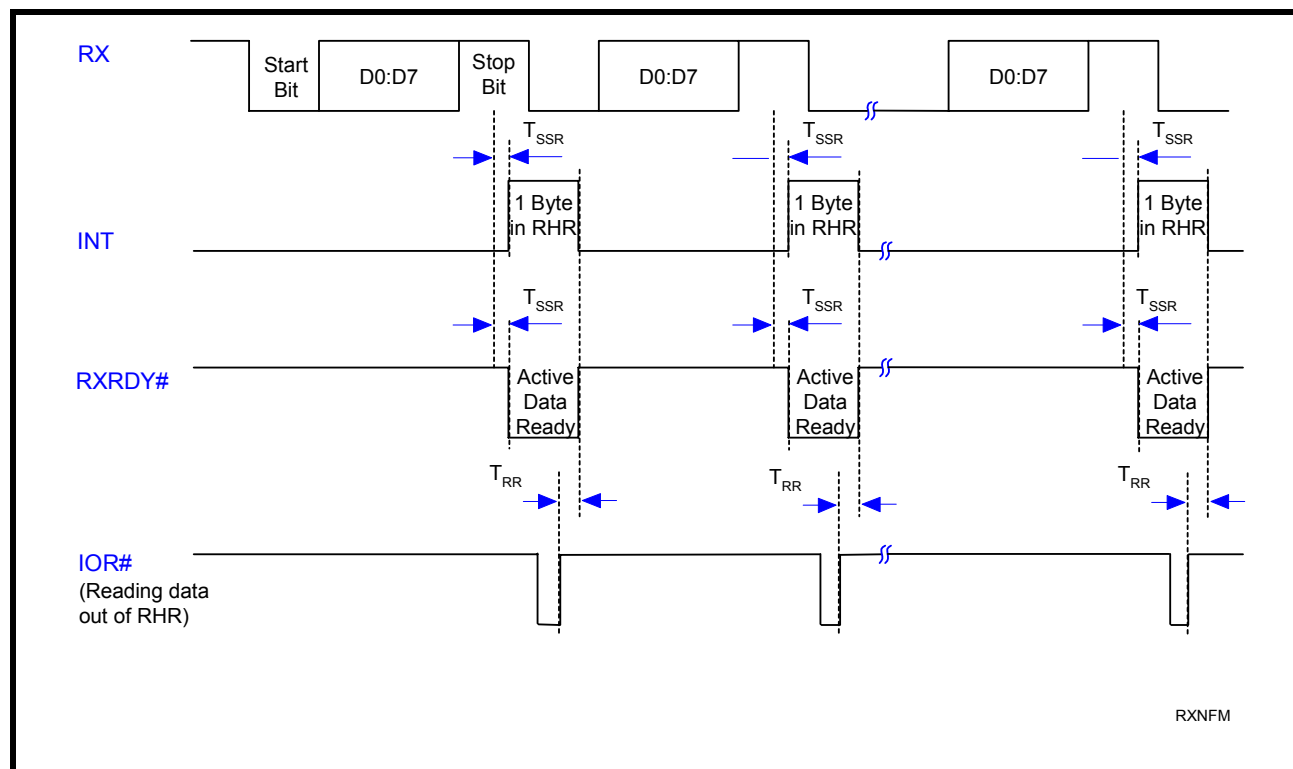 RX
Start
Bit
D0:D7
Stop
Bit
D0:D7
D0:D7
TSSR
TSSR
TSSR
INT
1 Byte
in RHR
1 Byte
in RHR
1 Byte
in RHR
TSSR
TSSR
TSSR
RXRDY#
Active
Data
Ready
Active
Data
Ready
Active
Data
Ready
TRR
TRR
TRR
IOR#
(Reading data
out of RHR)
RXNFM